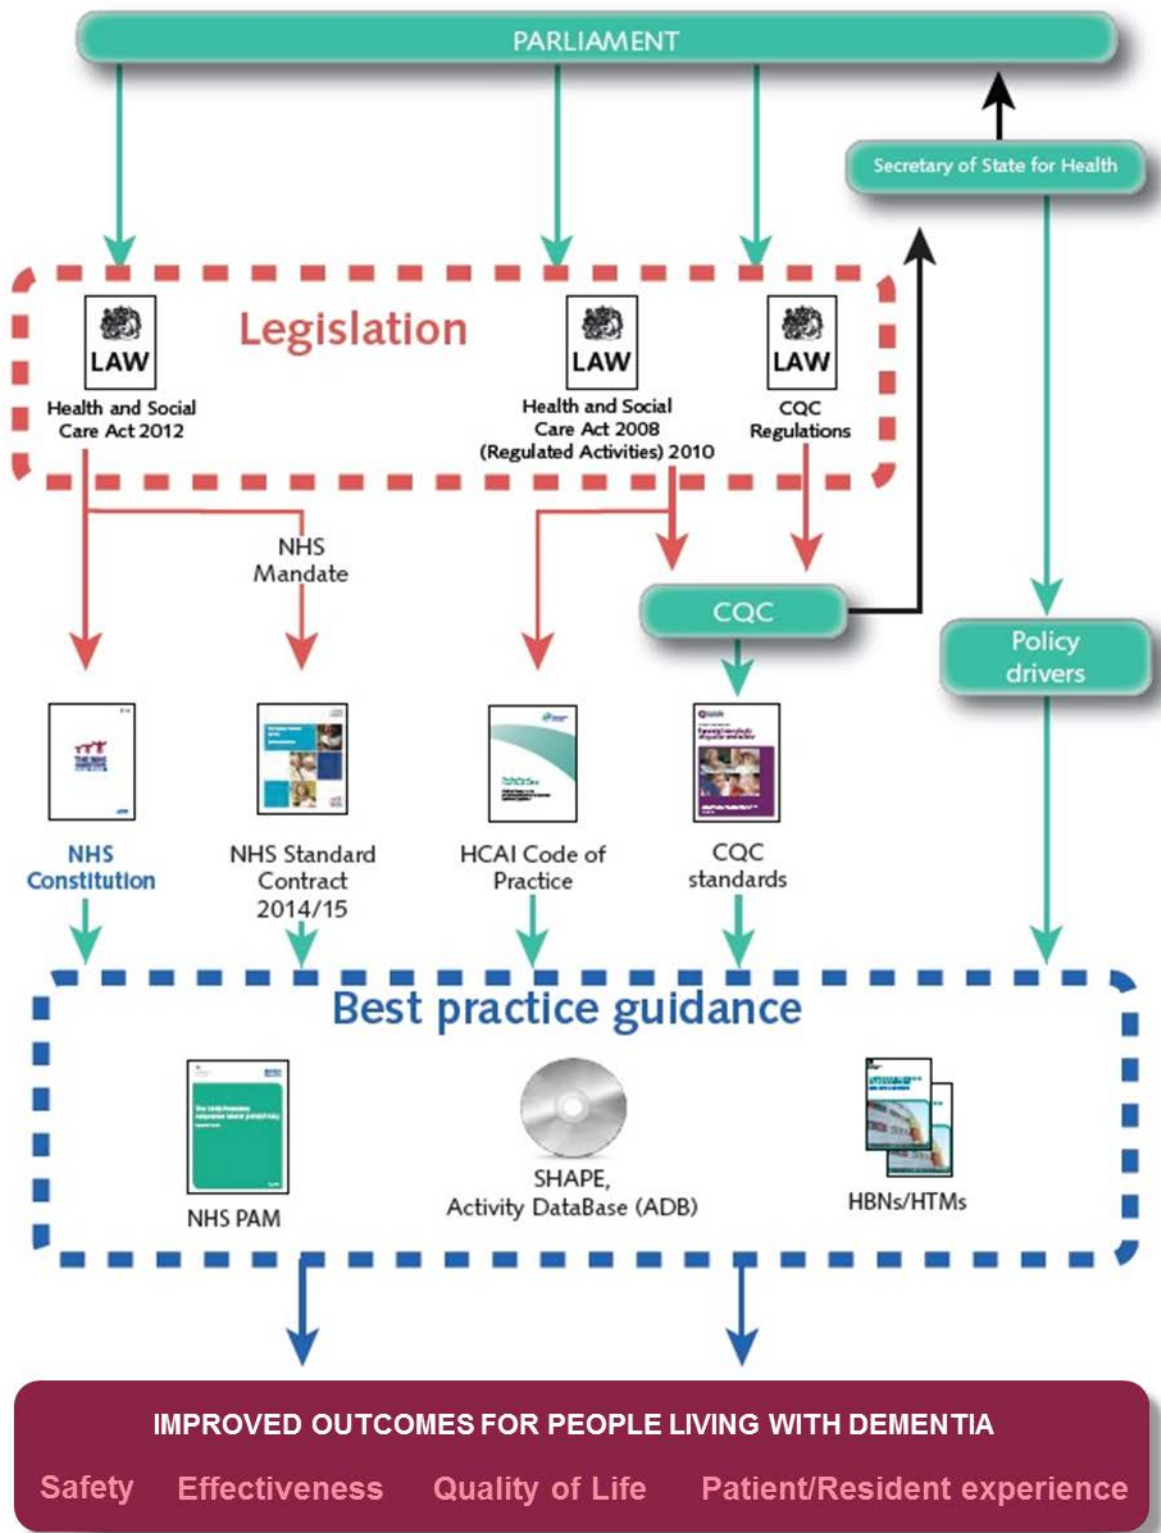 PARLIAMENT
Secretary of State for Health
Legislation
LAW
LAW
LAW
Health and Social
Care Act 2012
Health and Social
Care Act 2008
(Regulated Activities) 2010
CQC
Regulations
NHS
Mandate
CQC
Policy
drivers
NHS
Constitution
NHS Standard
Contract
2014/15
HCAI Code of
Practice
CQC
standards
Best practice guidance
NHS PAM
SHAPE,
Activity DataBase (ADB)
HBNs/HTMs
IMPROVED OUTCOMES FOR PEOPLE LIVING WITH DEMENTIA
Safety Effectiveness Quality of Life Patient/Resident experience